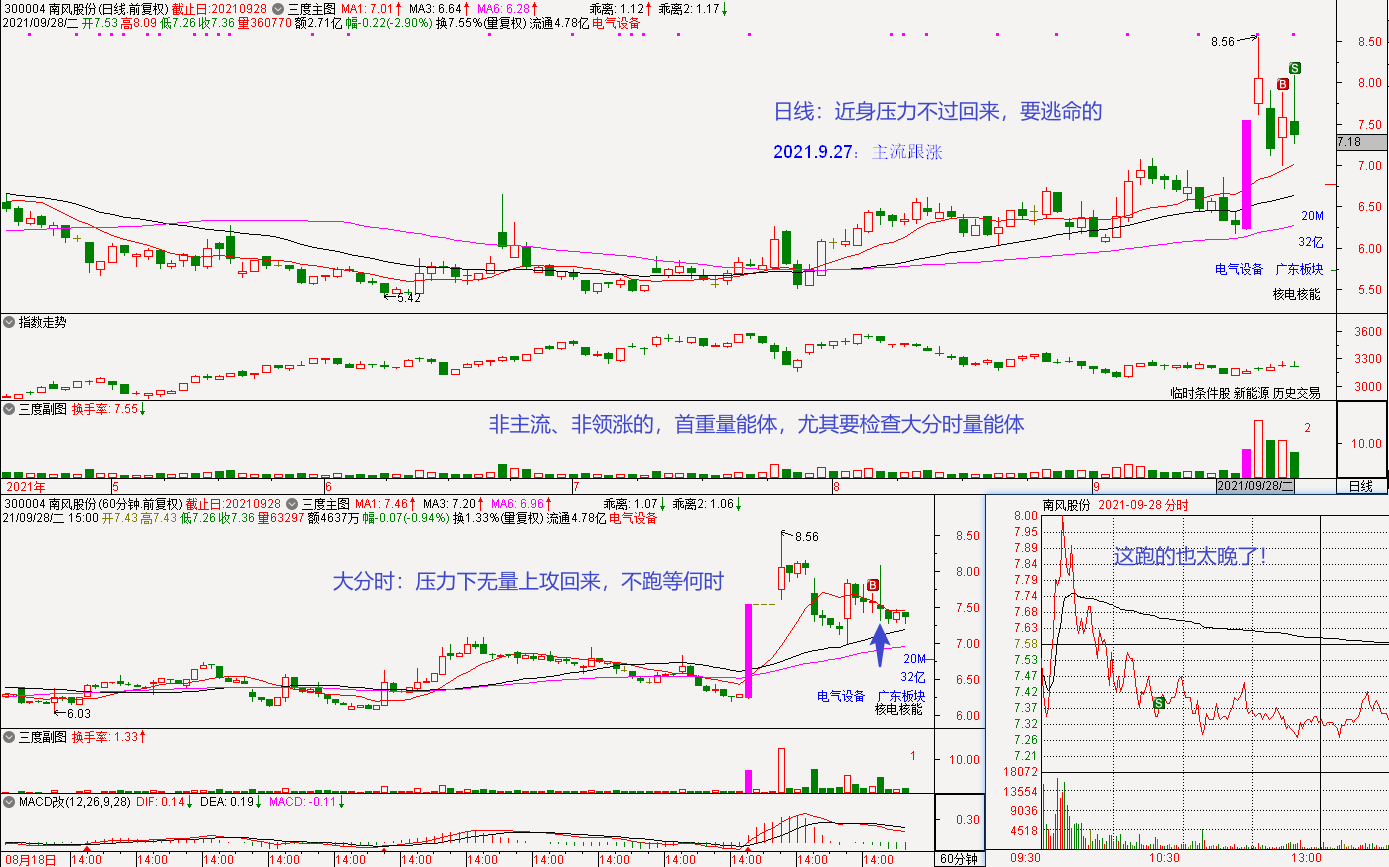 300004 南风股份(日线.前复权) 截止日:20210928 三度主图 MA1: 7.01↑ MA3: 6.64↑ MA6: 6.28↑ 乖离: 1.12↑ 乖离2: 1.17↓
2021/09/28/二 开7.53 高8.09 低7.26 收7.36 量360770 额2.71亿 幅-0.22(-2.90%) 换7.55%(量复权) 流通4.78亿 电气设备
8.56
B
S
日线：近身压力不过回来，要逃命的
2021.9.27：主流跟涨
8.50
8.00
7.50
7.18
7.00
6.50
6.00
5.50
20M
32亿
电气设备 广东板块
核电核能
5.42
指数走势
3600
3300
3000
临时条件股 新能源 历史交易
三度副图 换手率: 7.55↓
非主流、非领涨的，首重量能体，尤其要检查大分时量能体
2
10.00
2021年 5 6 7 8 9 2021/09/28/二 日线
300004 南风股份(60分钟.前复权) 截止日:20210928 三度主图 MA1: 7.46↑ MA3: 7.20↑ MA6: 6.96↑ 乖离: 1.07↓ 乖离2: 1.06↓
21/09/28/二 15:00 开7.43 高7.43 低7.26 收7.36 量63297 额4637万 幅-0.07(-0.94%) 换1.33%(量复权) 流通4.78亿 电气设备
8.56
B
大分时：压力下无量上攻回来，不跑等何时
8.50
8.00
7.50
7.00
6.50
6.00
20M
32亿
电气设备 广东板块
核电核能
6.03
三度副图 换手率: 1.33↑
1
10.00
MACD改(12,26,9,28) DIF: 0.14↓ DEA: 0.19↓ MACD: -0.11↓
0.30
08月18日 14:00 14:00 14:00 14:00 14:00 14:00 14:00 14:00 14:00 14:00 14:00 14:00 14:00 60分钟
南风股份 2021-09-28 分时
这跑的也太晚了！
8.00
7.95
7.89
7.84
7.79
7.74
7.68
7.63
7.58
7.53
7.47
7.42
7.37
7.32
7.26
7.21
S
18072
13554
9036
4518
09:30 10:30 13:00